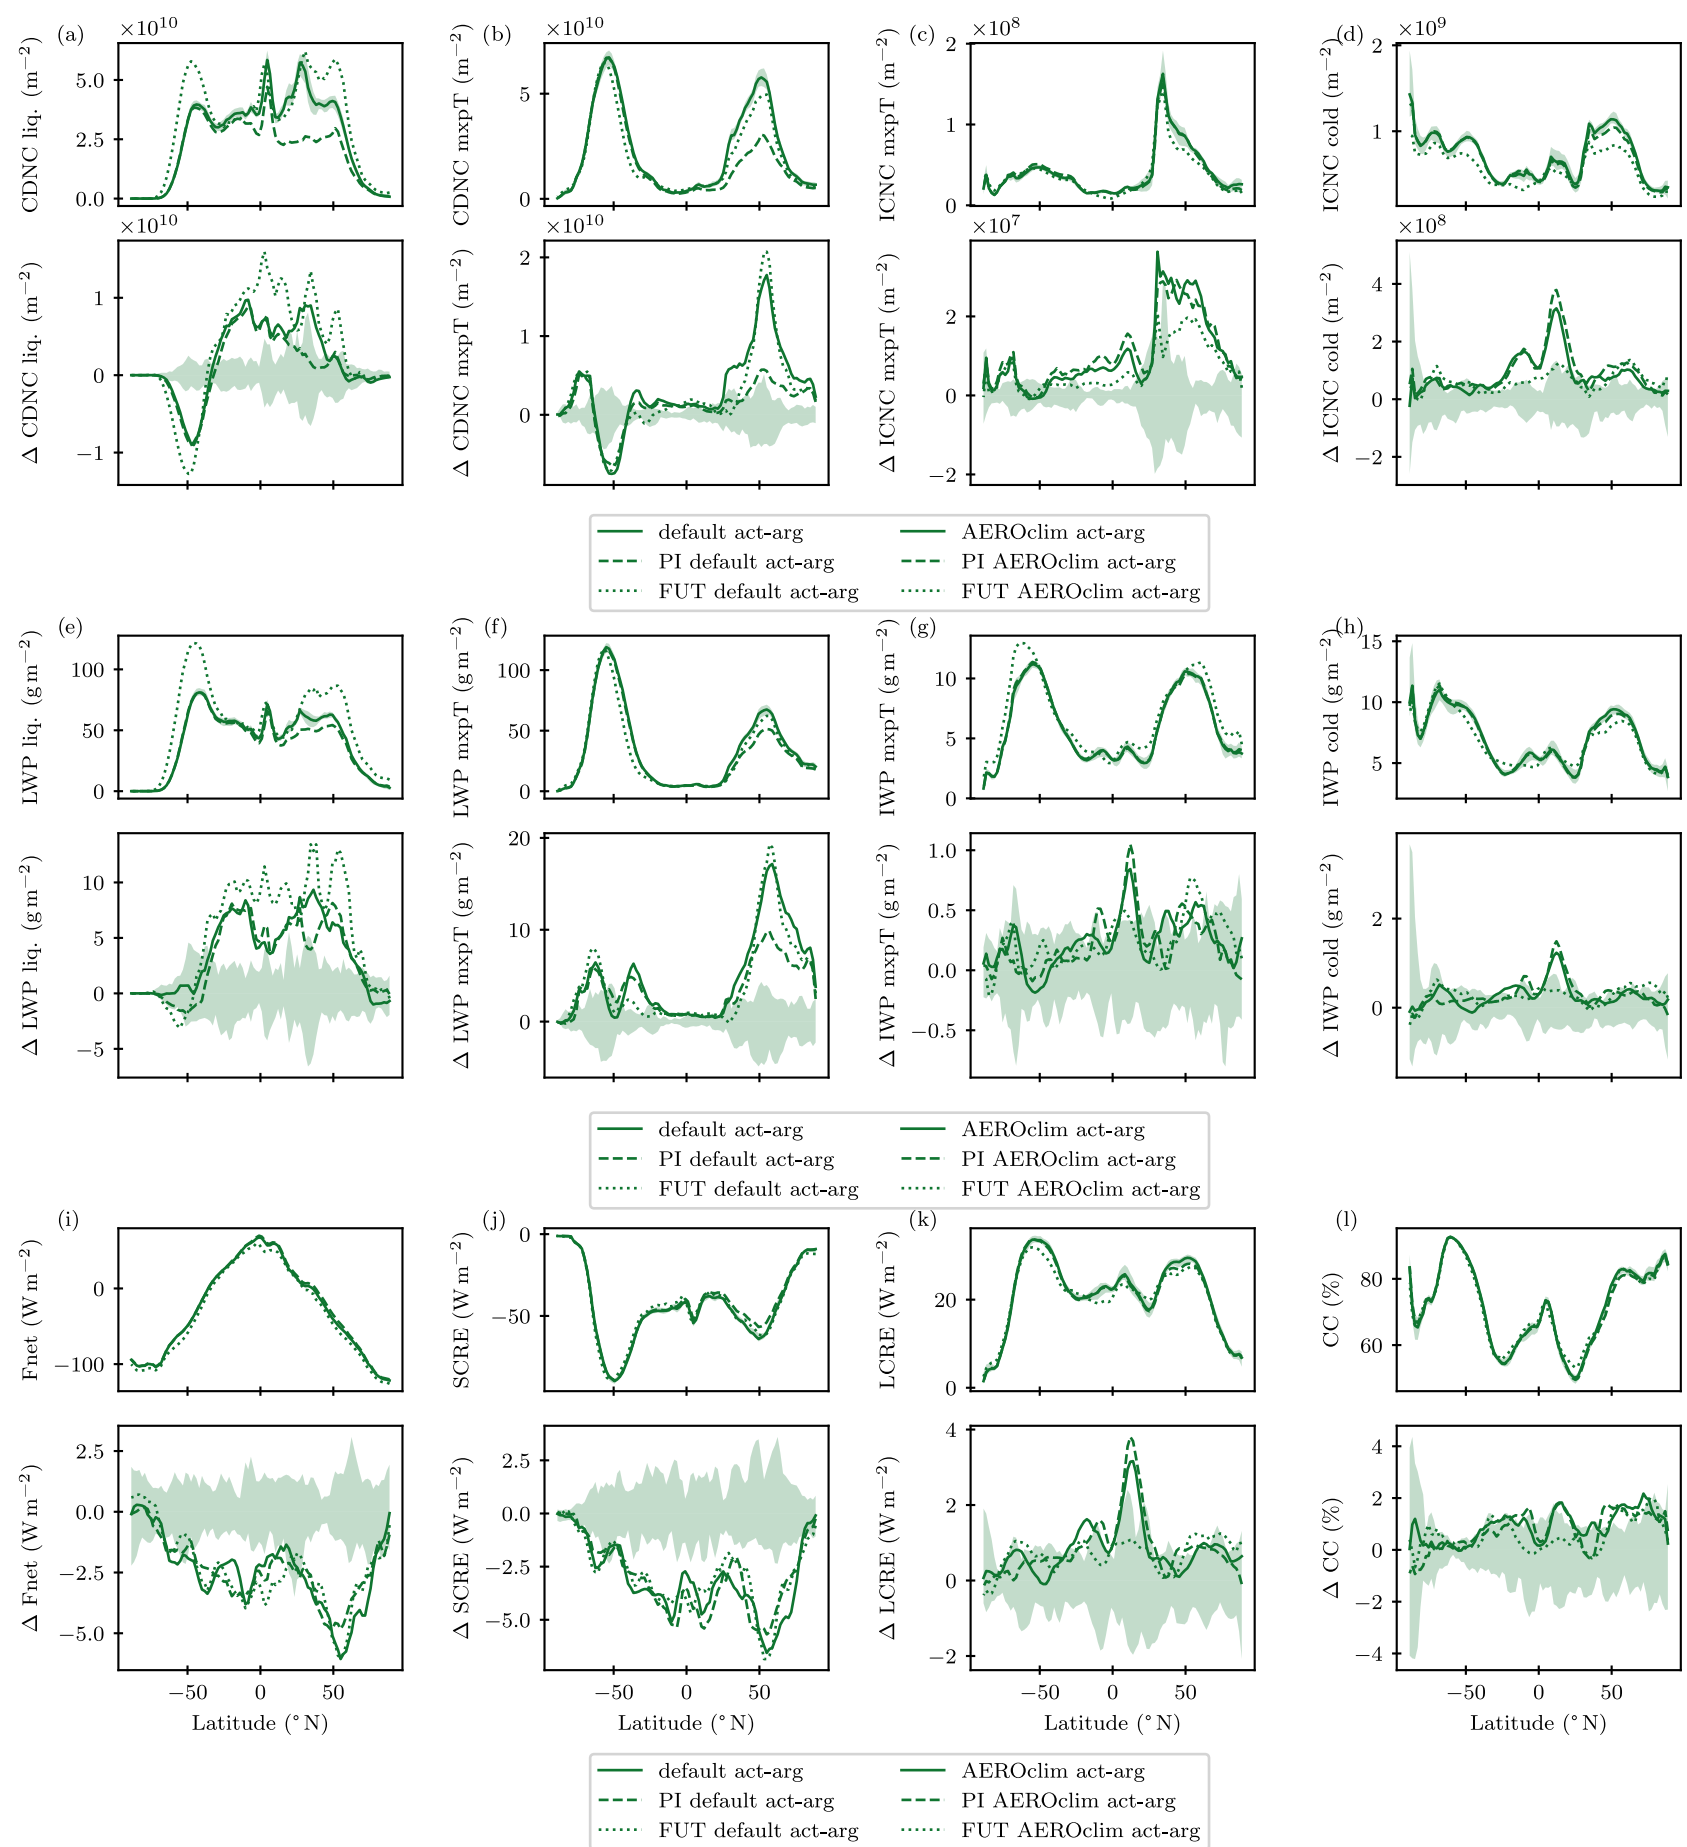 (a) (b) (c) (d)
×10^10 ×10^10 ×10^8 ×10^9
CDNC liq. (m^−2)
5.0
2.5
0.0
CDNC mxpT (m^−2)
5
0
ICNC mxpT (m^−2)
2
1
0
ICNC cold (m^−2)
2
1
×10^10 ×10^10 ×10^7 ×10^8
Δ CDNC liq. (m^−2)
1
0
−1
Δ CDNC mxpT (m^−2)
2
1
0
Δ ICNC mxpT (m^−2)
2
0
−2
Δ ICNC cold (m^−2)
4
2
0
−2
default act-arg AEROclim act-arg
PI default act-arg PI AEROclim act-arg
FUT default act-arg FUT AEROclim act-arg
(e) (f) (g) (h)
LWP liq. (g m^−2)
100
50
0
LWP mxpT (g m^−2)
100
50
0
IWP mxpT (g m^−2)
10
5
0
IWP cold (g m^−2)
15
10
5
Δ LWP liq. (g m^−2)
10
5
0
−5
Δ LWP mxpT (g m^−2)
20
10
0
Δ IWP mxpT (g m^−2)
1.0
0.5
0.0
−0.5
Δ IWP cold (g m^−2)
2
0
default act-arg AEROclim act-arg
PI default act-arg PI AEROclim act-arg
FUT default act-arg FUT AEROclim act-arg
(i) (j) (k) (l)
Fnet (W m^−2)
0
−100
SCRE (W m^−2)
0
−50
LCRE (W m^−2)
20
0
CC (%)
80
60
Δ Fnet (W m^−2)
2.5
0.0
−2.5
−5.0
Δ SCRE (W m^−2)
2.5
0.0
−2.5
−5.0
Δ LCRE (W m^−2)
4
2
0
−2
Δ CC (%)
4
2
0
−2
−4
−50 0 50 −50 0 50 −50 0 50 −50 0 50
Latitude (°N) Latitude (°N) Latitude (°N) Latitude (°N)
default act-arg AEROclim act-arg
PI default act-arg PI AEROclim act-arg
FUT default act-arg FUT AEROclim act-arg